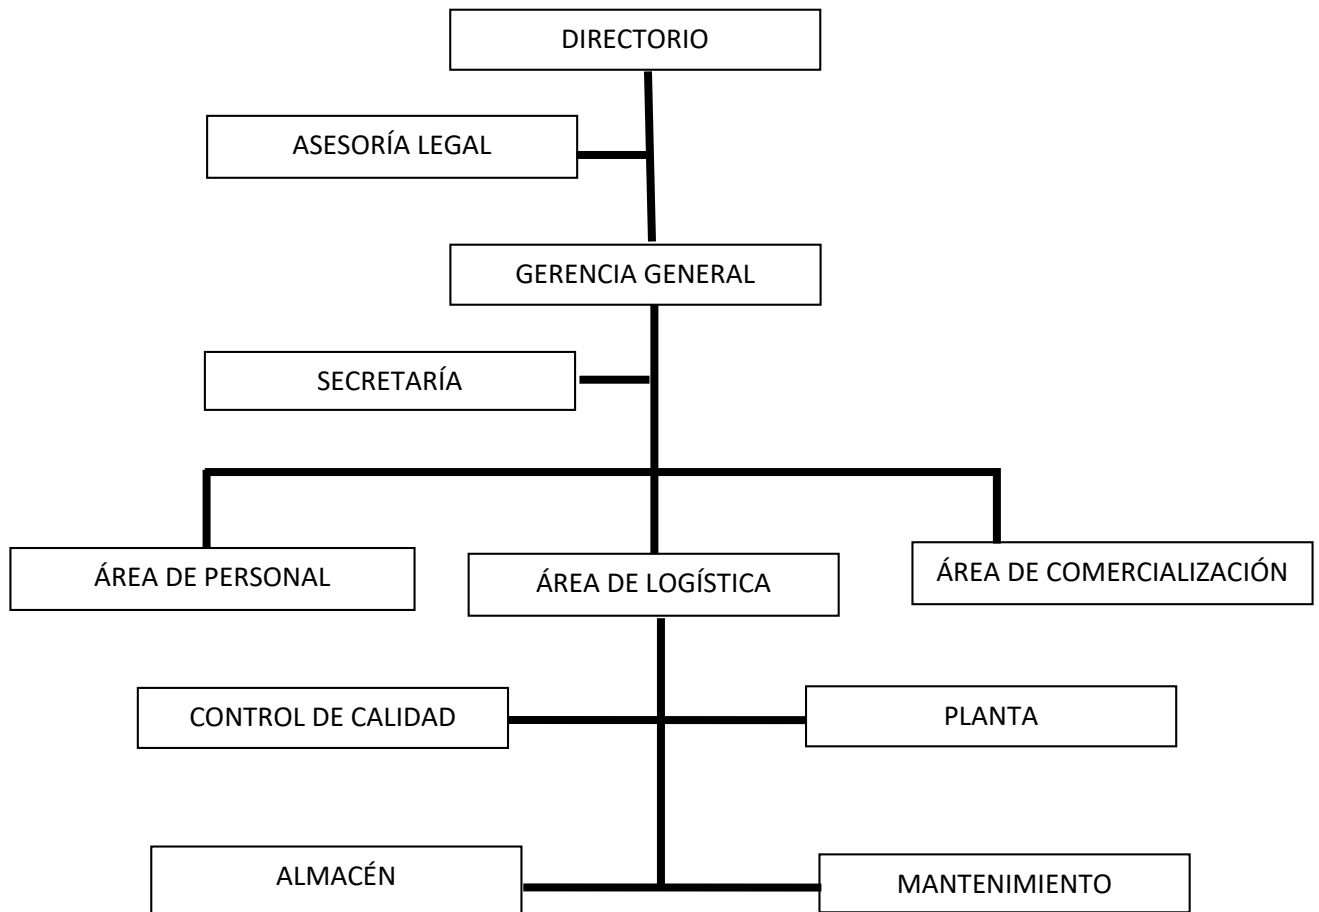 DIRECTORIO
ASESORÍA LEGAL
GERENCIA GENERAL
SECRETARÍA
ÁREA DE PERSONAL
ÁREA DE LOGÍSTICA
ÁREA DE COMERCIALIZACIÓN
CONTROL DE CALIDAD
PLANTA
ALMACÉN
MANTENIMIENTO